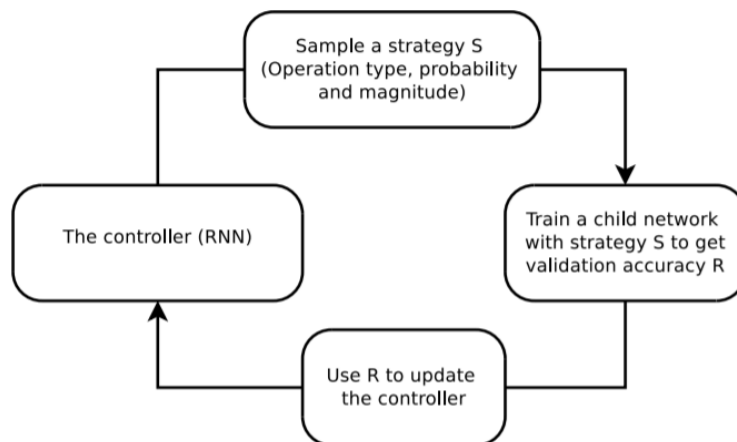 Sample a strategy S
(Operation type, probability
and magnitude)
The controller (RNN)
Train a child network
with strategy S to get
validation accuracy R
Use R to update
the controller